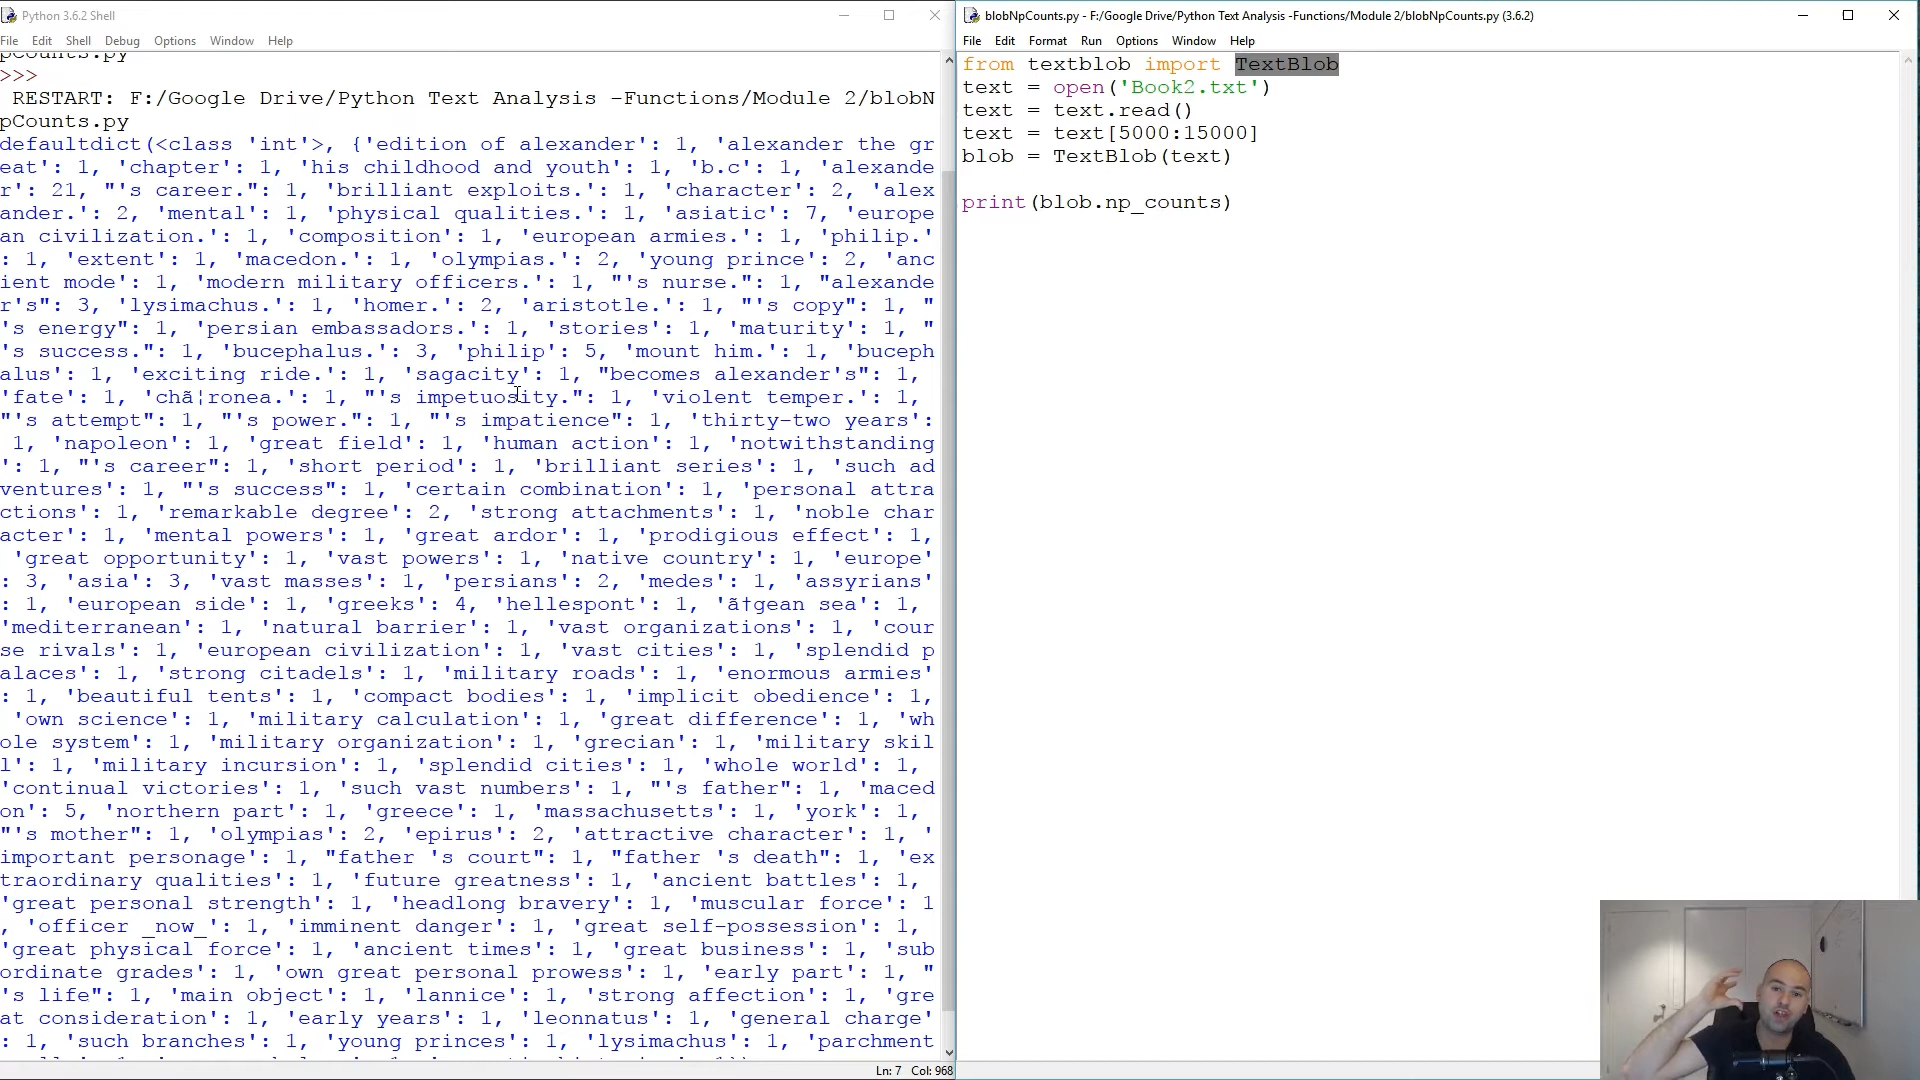 Python 3.6.2 Shell
File Edit Shell Debug Options Window Help
pCounts.py
>>>
 RESTART: F:/Google Drive/Python Text Analysis -Functions/Module 2/blobN
pCounts.py
defaultdict(<class 'int'>, {'edition of alexander': 1, 'alexander the gr
eat': 1, 'chapter': 1, 'his childhood and youth': 1, 'b.c': 1, 'alexande
r': 21, "'s career.": 1, 'brilliant exploits.': 1, 'character': 2, 'alex
ander.': 2, 'mental': 1, 'physical qualities.': 1, 'asiatic': 7, 'europe
an civilization.': 1, 'composition': 1, 'european armies.': 1, 'philip.'
: 1, 'extent': 1, 'macedon.': 1, 'olympias.': 2, 'young prince': 2, 'anc
ient mode': 1, 'modern military officers.': 1, "'s nurse.": 1, "alexande
r's": 3, 'lysimachus.': 1, 'homer.': 2, 'aristotle.': 1, "'s copy": 1, "
's energy": 1, 'persian embassadors.': 1, 'stories': 1, 'maturity': 1, "
's success.": 1, 'bucephalus.': 3, 'philip': 5, 'mount him.': 1, 'buceph
alus': 1, 'exciting ride.': 1, 'sagacity': 1, "becomes alexander's": 1,
'fate': 1, 'chã¦ronea.': 1, "'s impetuosity.": 1, 'violent temper.': 1,
"'s attempt": 1, "'s power.": 1, "'s impatience": 1, 'thirty-two years':
 1, 'napoleon': 1, 'great field': 1, 'human action': 1, 'notwithstanding
': 1, "'s career": 1, 'short period': 1, 'brilliant series': 1, 'such ad
ventures': 1, "'s success": 1, 'certain combination': 1, 'personal attra
ctions': 1, 'remarkable degree': 2, 'strong attachments': 1, 'noble char
acter': 1, 'mental powers': 1, 'great ardor': 1, 'prodigious effect': 1,
 'great opportunity': 1, 'vast powers': 1, 'native country': 1, 'europe'
: 3, 'asia': 3, 'vast masses': 1, 'persians': 2, 'medes': 1, 'assyrians'
: 1, 'european side': 1, 'greeks': 4, 'hellespont': 1, 'ã†gean sea': 1,
'mediterranean': 1, 'natural barrier': 1, 'vast organizations': 1, 'cour
se rivals': 1, 'european civilization': 1, 'vast cities': 1, 'splendid p
alaces': 1, 'strong citadels': 1, 'military roads': 1, 'enormous armies'
: 1, 'beautiful tents': 1, 'compact bodies': 1, 'implicit obedience': 1,
 'own science': 1, 'military calculation': 1, 'great difference': 1, 'wh
ole system': 1, 'military organization': 1, 'grecian': 1, 'military skil
l': 1, 'military incursion': 1, 'splendid cities': 1, 'whole world': 1,
'continual victories': 1, 'such vast numbers': 1, "'s father": 1, 'maced
on': 5, 'northern part': 1, 'greece': 1, 'massachusetts': 1, 'york': 1,
"'s mother": 1, 'olympias': 2, 'epirus': 2, 'attractive character': 1, '
important personage': 1, "father 's court": 1, "father 's death": 1, 'ex
traordinary qualities': 1, 'future greatness': 1, 'ancient battles': 1,
'great personal strength': 1, 'headlong bravery': 1, 'muscular force': 1
, 'officer _now_': 1, 'imminent danger': 1, 'great self-possession': 1,
'great physical force': 1, 'ancient times': 1, 'great business': 1, 'sub
ordinate grades': 1, 'own great personal prowess': 1, 'early part': 1, "
's life": 1, 'main object': 1, 'lannice': 1, 'strong affection': 1, 'gre
at consideration': 1, 'early years': 1, 'leonnatus': 1, 'general charge'
: 1, 'such branches': 1, 'young princes': 1, 'lysimachus': 1, 'parchment
Ln: 7 Col: 968
blobNpCounts.py - F:/Google Drive/Python Text Analysis -Functions/Module 2/blobNpCounts.py (3.6.2)
File Edit Format Run Options Window Help
from textblob import TextBlob
text = open('Book2.txt')
text = text.read()
text = text[5000:15000]
blob = TextBlob(text)
print(blob.np_counts)